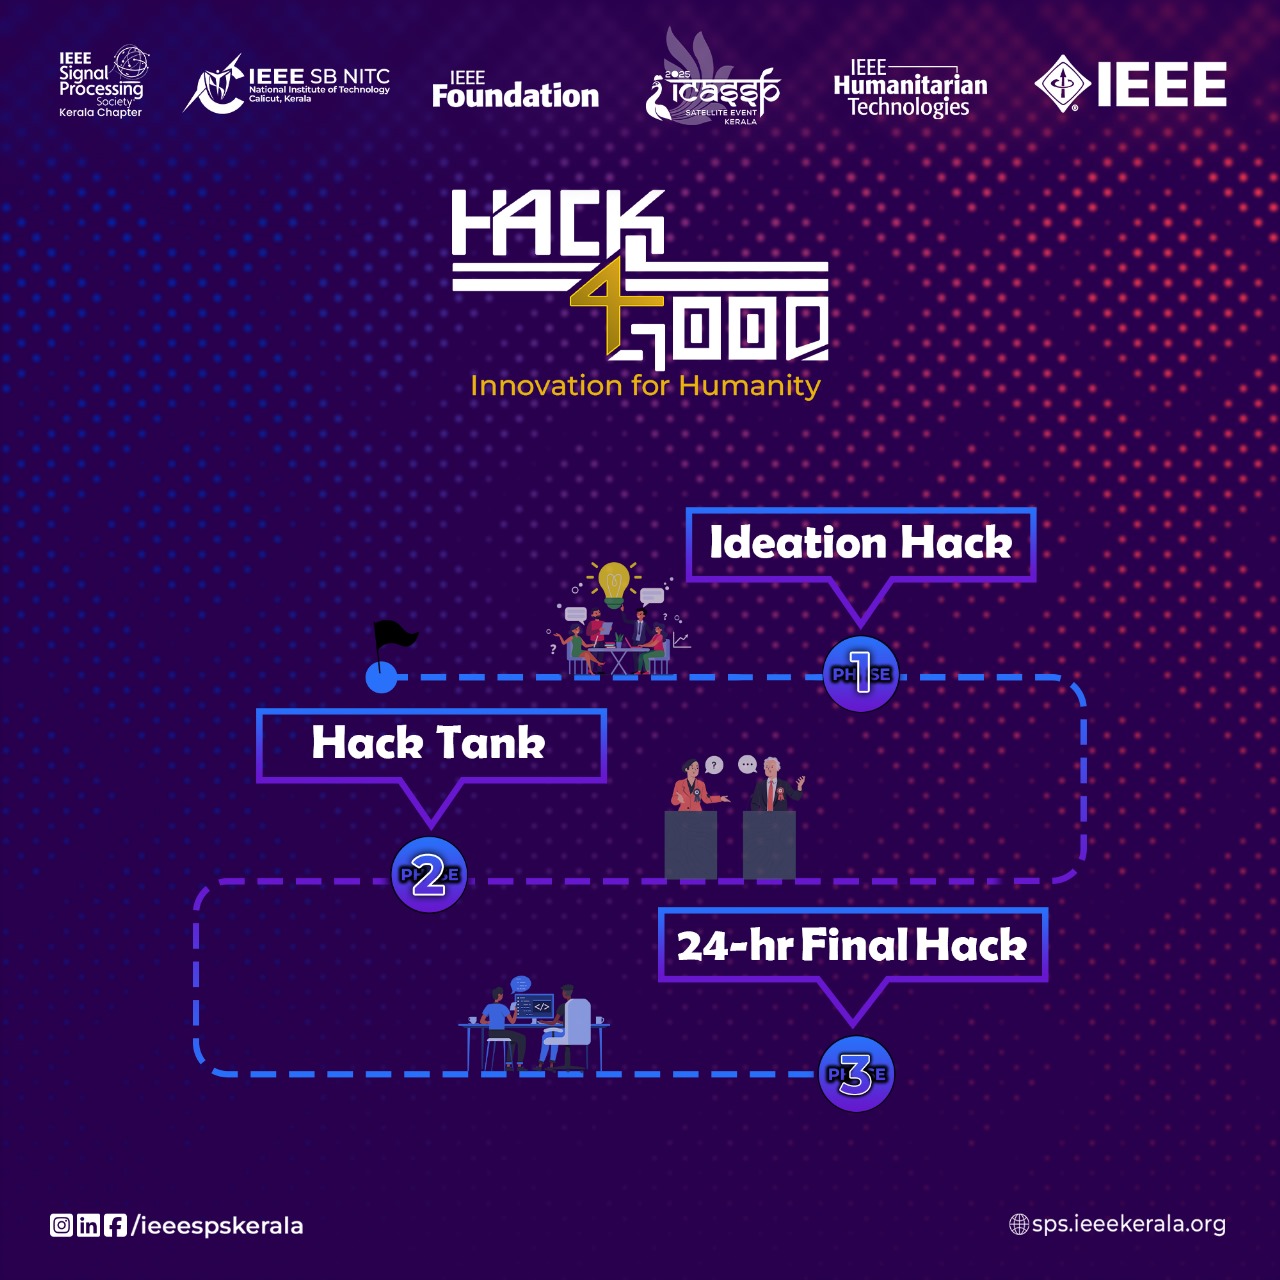 IEEE
Signal
Processing
Society
Kerala Chapter
IEEE SB NITC
National Institute of Technology
Calicut, Kerala
IEEE
Foundation
2025
icassp
SATELLITE EVENT
KERALA
IEEE
Humanitarian
Technologies
IEEE
HACK
4
GOOD
Innovation for Humanity
Ideation Hack
PHASE
1
Hack Tank
PHASE
2
24-hr Final Hack
PHASE
3
/ieeespskerala
sps.ieeekerala.org